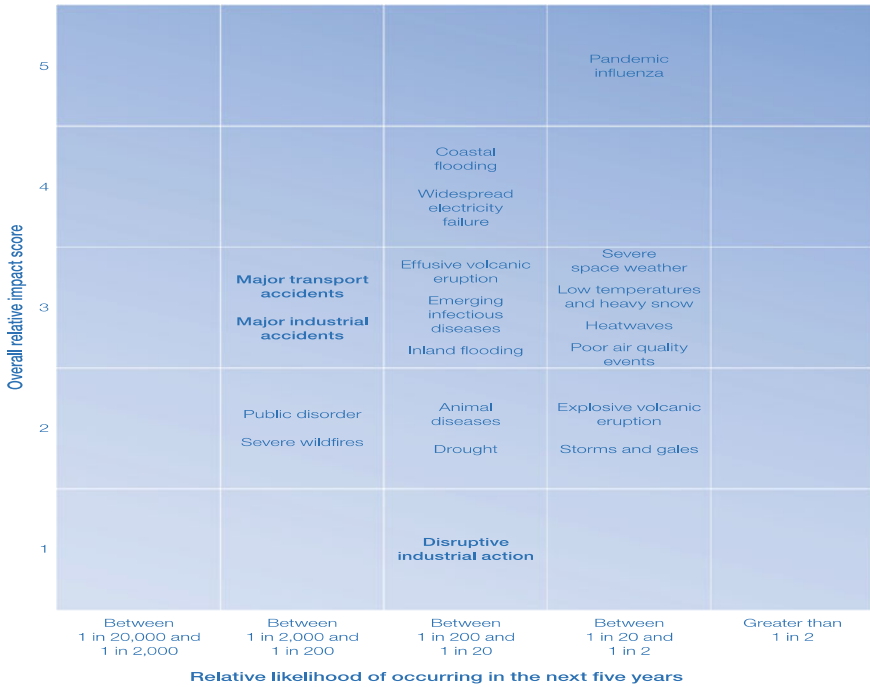 5
Pandemic
influenza
4
Coastal
flooding
Widespread
electricity
failure
Overall relative impact score
3
Major transport
accidents
Major industrial
accidents
Effusive volcanic
eruption
Emerging
infectious
diseases
Inland flooding
Severe
space weather
Low temperatures
and heavy snow
Heatwaves
Poor air quality
events
2
Public disorder
Severe wildfires
Animal
diseases
Drought
Explosive volcanic
eruption
Storms and gales
1
Disruptive
industrial action
Between
1 in 20,000 and
1 in 2,000
Between
1 in 2,000 and
1 in 200
Between
1 in 200 and
1 in 20
Between
1 in 20 and
1 in 2
Greater than
1 in 2
Relative likelihood of occurring in the next five years